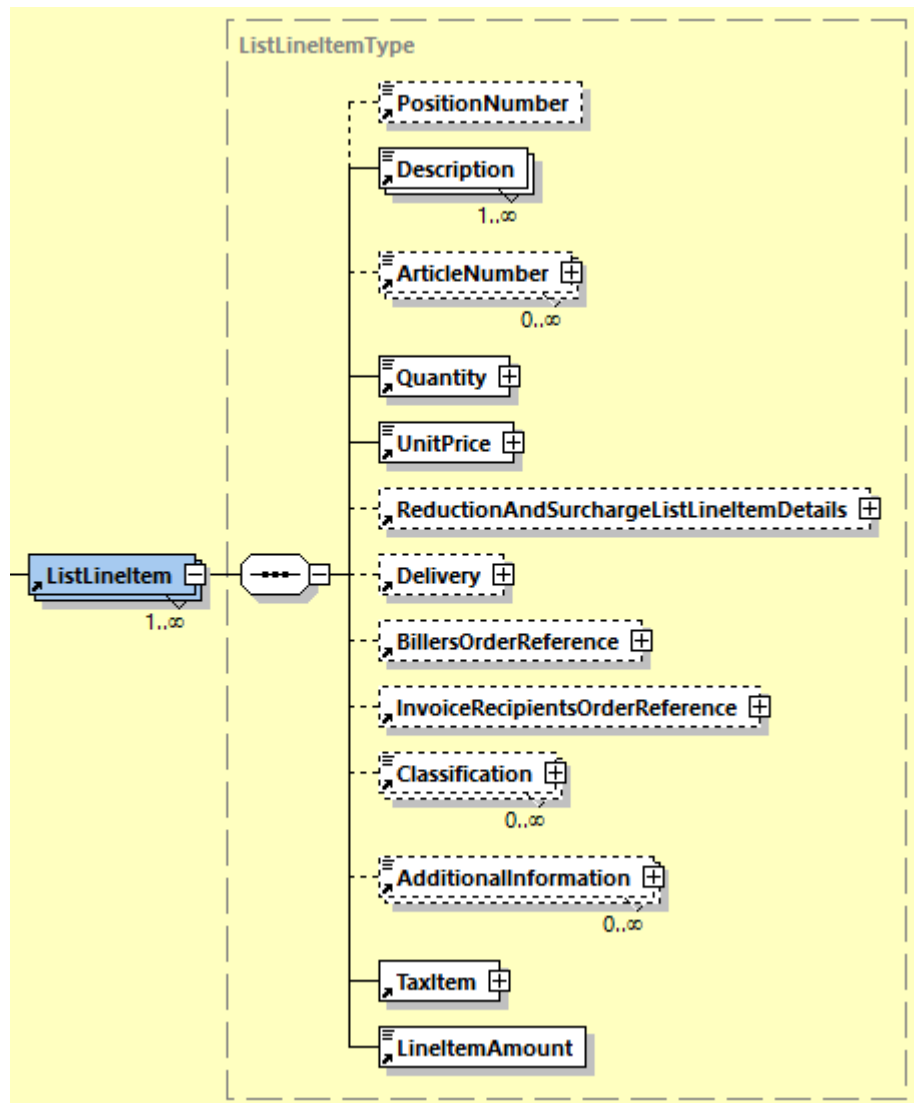 ListLineItemType
PositionNumber
Description
1..∞
ArticleNumber
0..∞
Quantity
UnitPrice
ReductionAndSurchargeListLineItemDetails
ListLineItem
1..∞
Delivery
BillersOrderReference
InvoiceRecipientsOrderReference
Classification
0..∞
AdditionalInformation
0..∞
TaxItem
LineItemAmount